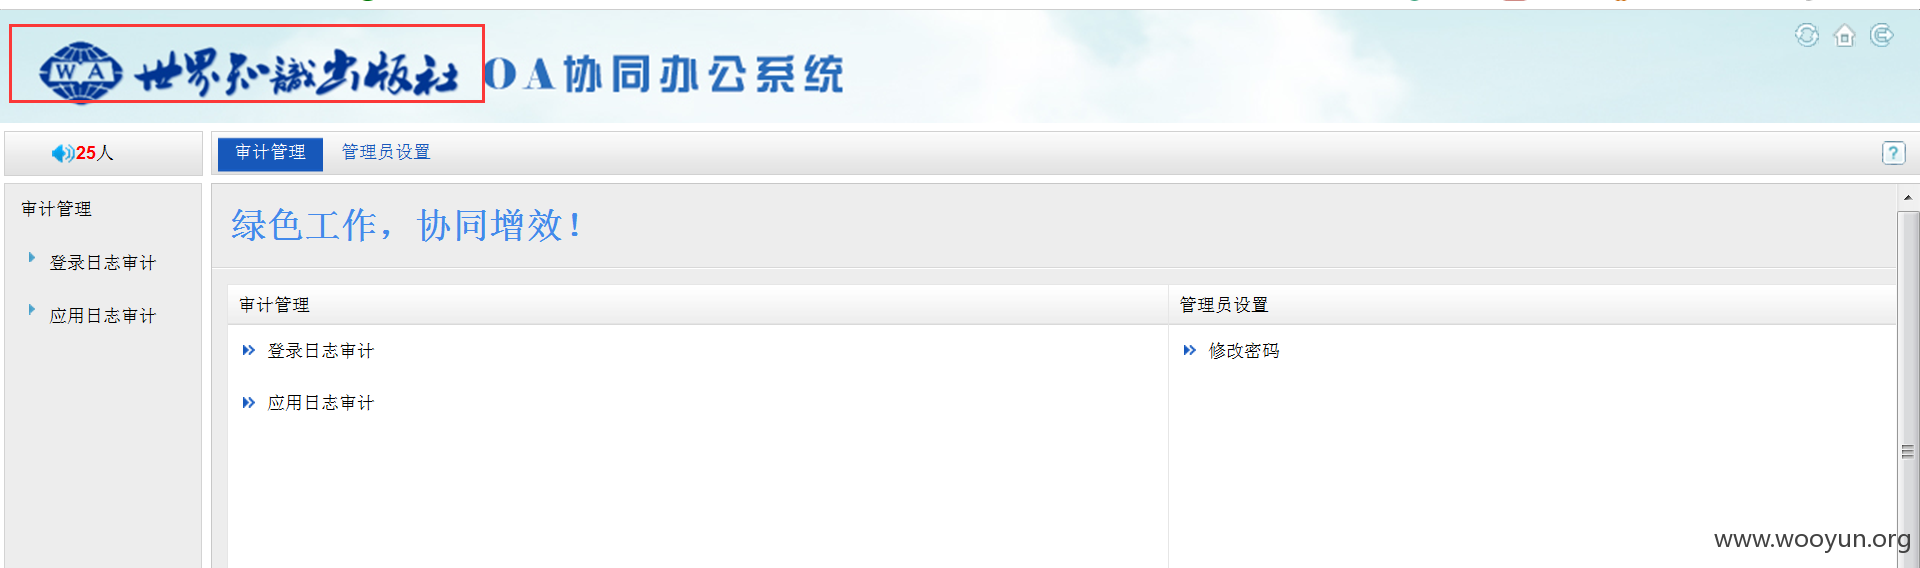 WA 世界知識出版社 OA协同办公系统
25人
审计管理 管理员设置
?
审计管理
登录日志审计
应用日志审计
绿色工作，协同增效！
审计管理 管理员设置
登录日志审计 修改密码
应用日志审计
www.wooyun.org